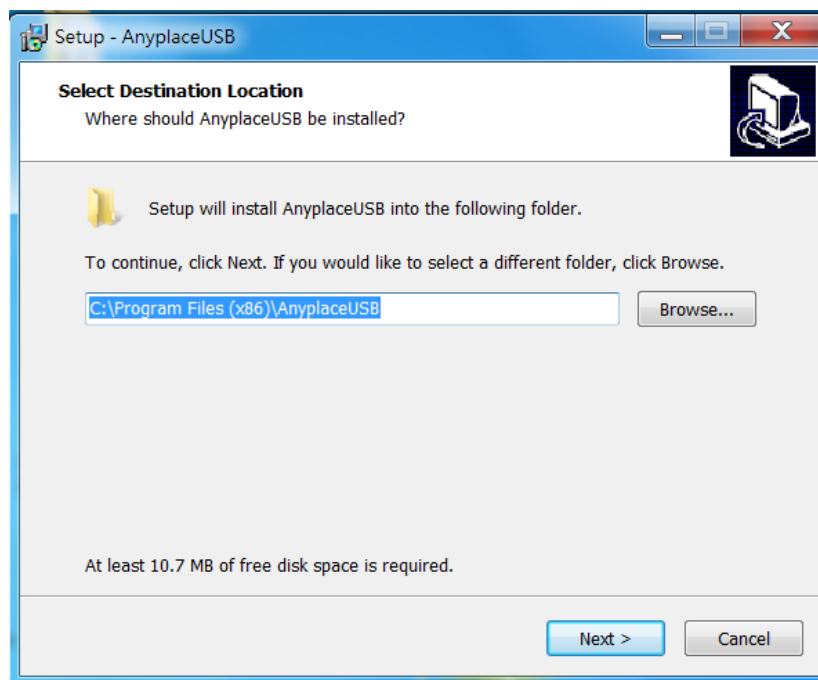 Setup - AnyplaceUSB
Select Destination Location
Where should AnyplaceUSB be installed?
Setup will install AnyplaceUSB into the following folder.
To continue, click Next. If you would like to select a different folder, click Browse.
C:\Program Files (x86)\AnyplaceUSB
Browse...
At least 10.7 MB of free disk space is required.
Next >
Cancel